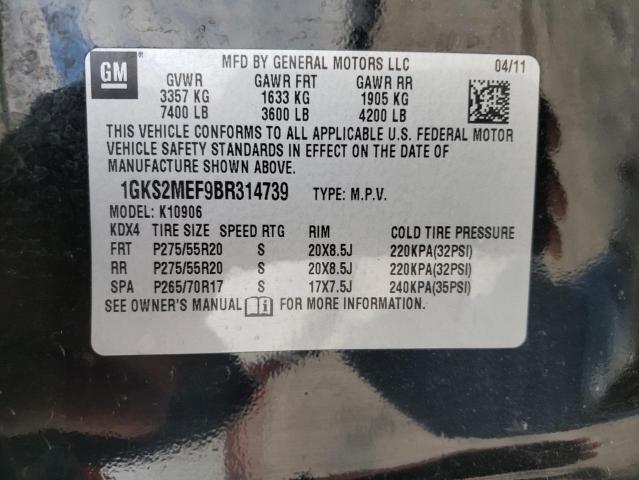 GM ® MFD BY GENERAL MOTORS LLC 04/11
GVWR GAWR FRT GAWR RR
3357 KG 1633 KG 1905 KG
7400 LB 3600 LB 4200 LB
THIS VEHICLE CONFORMS TO ALL APPLICABLE U.S. FEDERAL MOTOR
VEHICLE SAFETY STANDARDS IN EFFECT ON THE DATE OF
MANUFACTURE SHOWN ABOVE.
1GKS2MEF9BR314739 TYPE: M.P.V.
MODEL: K10906
KDX4 TIRE SIZE SPEED RTG RIM COLD TIRE PRESSURE
FRT P275/55R20 S 20X8.5J 220KPA(32PSI)
RR P275/55R20 S 20X8.5J 220KPA(32PSI)
SPA P265/70R17 S 17X7.5J 240KPA(35PSI)
SEE OWNER'S MANUAL FOR MORE INFORMATION.